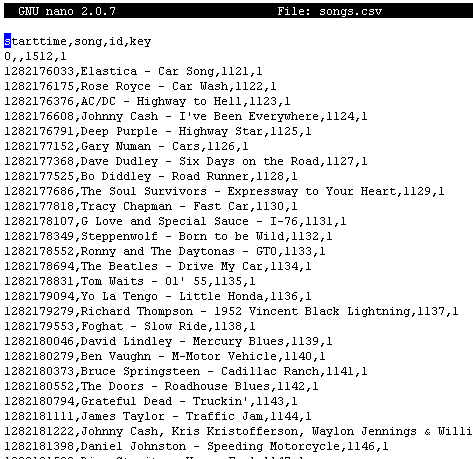 GNU nano 2.0.7 File: songs.csv
starttime,song,id,key
0,,1512,1
1282176033,Elastica - Car Song,1121,1
1282176175,Rose Royce - Car Wash,1122,1
1282176376,AC/DC - Highway to Hell,1123,1
1282176608,Johnny Cash - I've Been Everywhere,1124,1
1282176791,Deep Purple - Highway Star,1125,1
1282177152,Gary Numan - Cars,1126,1
1282177368,Dave Dudley - Six Days on the Road,1127,1
1282177525,Bo Diddley - Road Runner,1128,1
1282177686,The Soul Survivors - Expressway to Your Heart,1129,1
1282177818,Tracy Chapman - Fast Car,1130,1
1282178107,G Love and Special Sauce - I-76,1131,1
1282178349,Steppenwolf - Born to be Wild,1132,1
1282178552,Ronny and The Daytonas - GTO,1133,1
1282178694,The Beatles - Drive My Car,1134,1
1282178831,Tom Waits - Ol' 55,1135,1
1282179094,Yo La Tengo - Little Honda,1136,1
1282179279,Richard Thompson - 1952 Vincent Black Lightning,1137,1
1282179553,Foghat - Slow Ride,1138,1
1282180046,David Lindley - Mercury Blues,1139,1
1282180279,Ben Vaughn - M-Motor Vehicle,1140,1
1282180373,Bruce Springsteen - Cadillac Ranch,1141,1
1282180552,The Doors - Roadhouse Blues,1142,1
1282180794,Grateful Dead - Truckin',1143,1
1282181111,James Taylor - Traffic Jam,1144,1
1282181222,Johnny Cash, Kris Kristofferson, Waylon Jennings & Willi
1282181398,Daniel Johnston - Speeding Motorcycle,1146,1